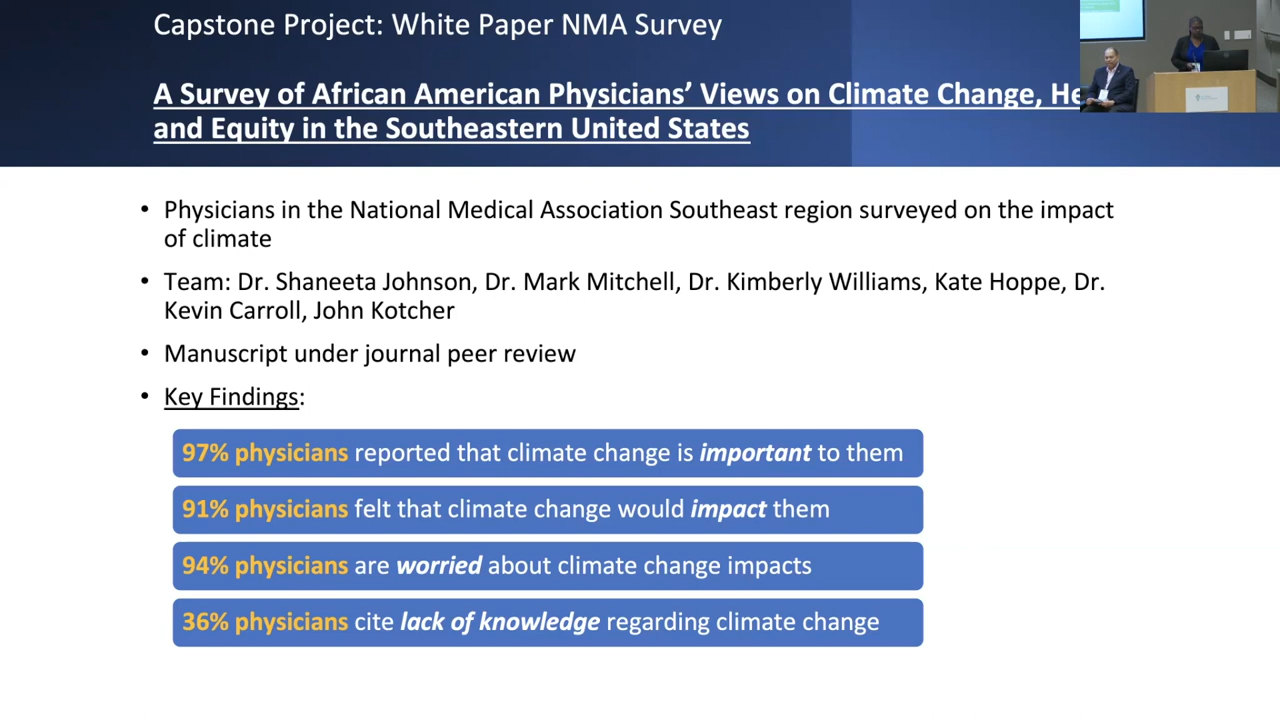 Capstone Project: White Paper NMA Survey
A Survey of African American Physicians' Views on Climate Change,
and Equity in the Southeastern United States
• Physicians in the National Medical Association Southeast region surveyed on the impact
of climate
• Team: Dr. Shaneeta Johnson, Dr. Mark Mitchell, Dr. Kimberly Williams, Kate Hoppe, Dr.
Kevin Carroll, John Kotcher
• Manuscript under journal peer review
• Key Findings:
97% physicians reported that climate change is important to them
91% physicians felt that climate change would impact them
94% physicians are worried about climate change impacts
36% physicians cite lack of knowledge regarding climate change